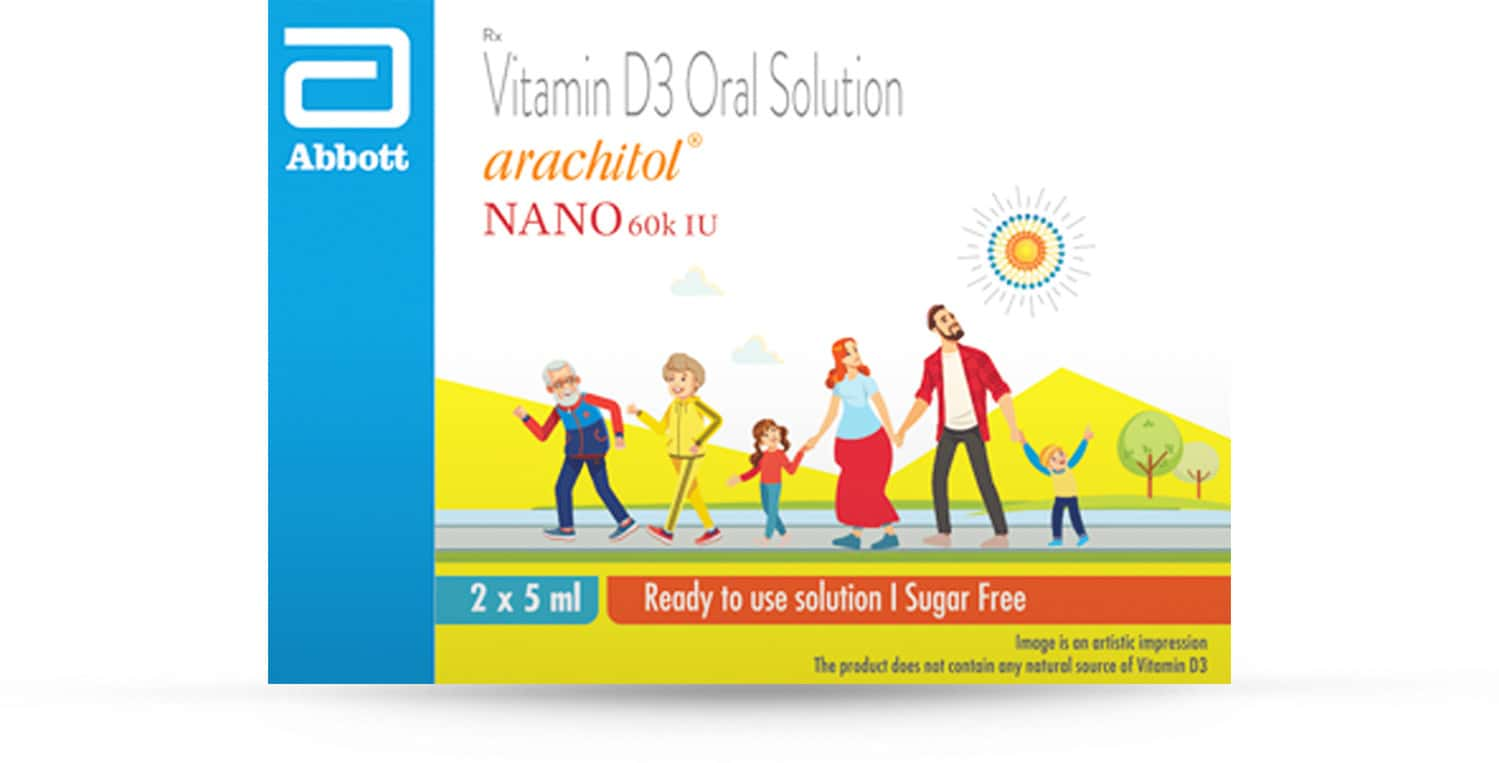 Abbott
Rx
Vitamin D3 Oral Solution
arachitol®
NANO 60k IU
2 x 5 ml
Ready to use solution I Sugar Free
Image is an artistic impression
The product does not contain any natural source of Vitamin D3